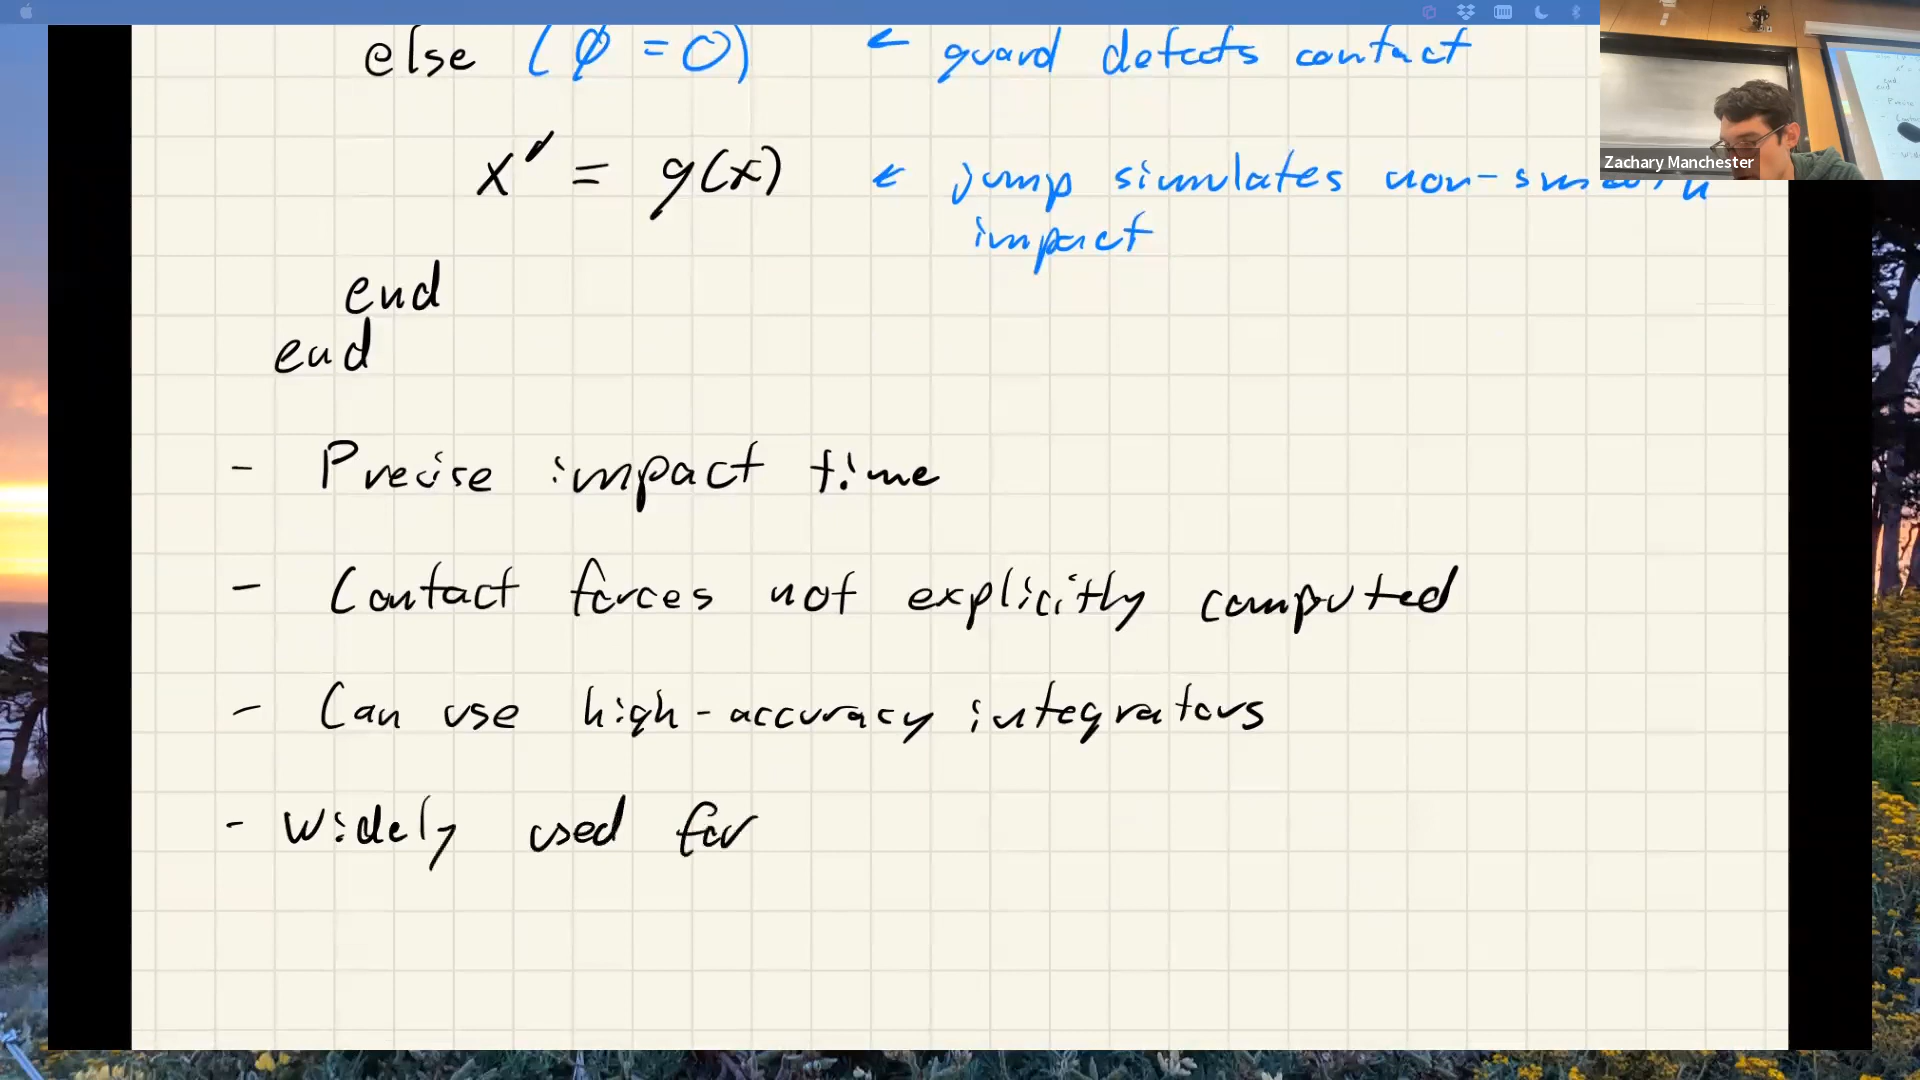 else (ϕ = 0) ← guard detects contact
x' = g(x) ← jump simulates non-smooth
impact
end
end
- Precise impact time
- Contact forces not explicitly computed
- Can use high-accuracy integrators
- Widely used for
Zachary Manchester